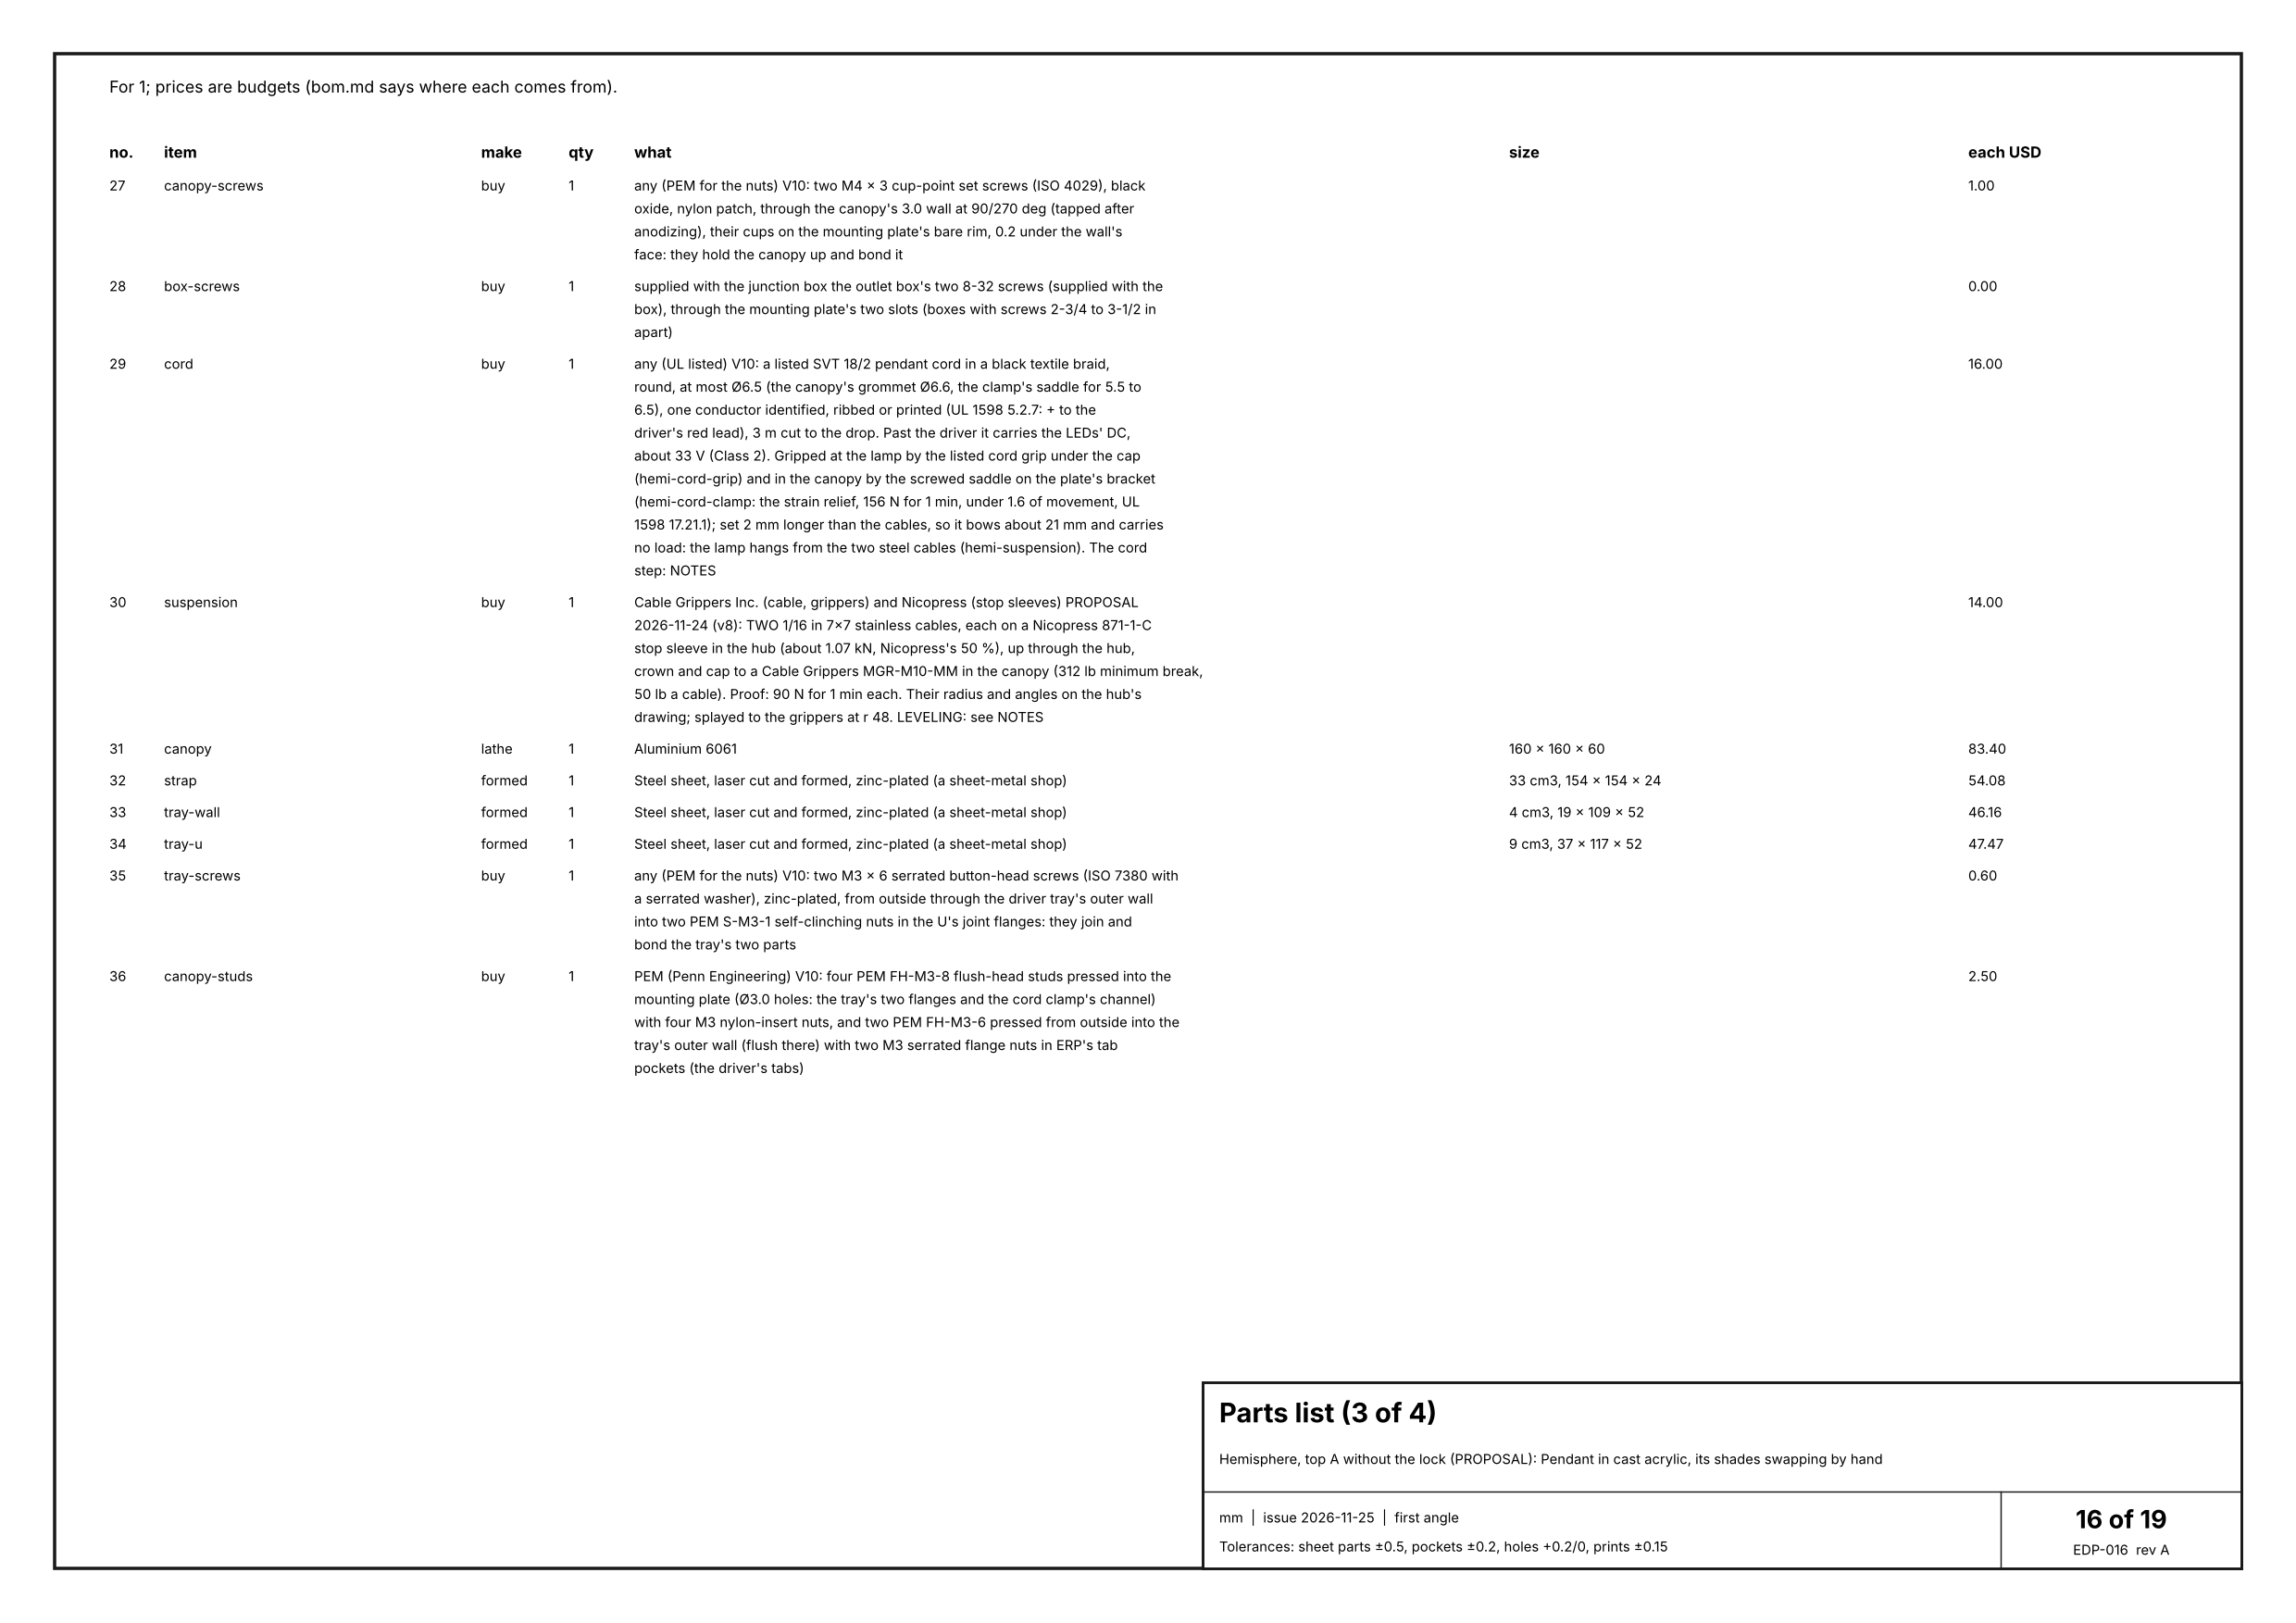 For 1; prices are budgets (bom.md says where each comes from).
no. item make qty what size each USD
27 canopy-screws buy 1 any (PEM for the nuts) V10: two M4 × 3 cup-point set screws (ISO 4029), black 1.00
oxide, nylon patch, through the canopy's 3.0 wall at 90/270 deg (tapped after
anodizing), their cups on the mounting plate's bare rim, 0.2 under the wall's
face: they hold the canopy up and bond it
28 box-screws buy 1 supplied with the junction box the outlet box's two 8-32 screws (supplied with the 0.00
box), through the mounting plate's two slots (boxes with screws 2-3/4 to 3-1/2 in
apart)
29 cord buy 1 any (UL listed) V10: a listed SVT 18/2 pendant cord in a black textile braid, 16.00
round, at most Ø6.5 (the canopy's grommet Ø6.6, the clamp's saddle for 5.5 to
6.5), one conductor identified, ribbed or printed (UL 1598 5.2.7: + to the
driver's red lead), 3 m cut to the drop. Past the driver it carries the LEDs' DC,
about 33 V (Class 2). Gripped at the lamp by the listed cord grip under the cap
(hemi-cord-grip) and in the canopy by the screwed saddle on the plate's bracket
(hemi-cord-clamp: the strain relief, 156 N for 1 min, under 1.6 of movement, UL
1598 17.21.1); set 2 mm longer than the cables, so it bows about 21 mm and carries
no load: the lamp hangs from the two steel cables (hemi-suspension). The cord
step: NOTES
30 suspension buy 1 Cable Grippers Inc. (cable, grippers) and Nicopress (stop sleeves) PROPOSAL 14.00
2026-11-24 (v8): TWO 1/16 in 7×7 stainless cables, each on a Nicopress 871-1-C
stop sleeve in the hub (about 1.07 kN, Nicopress's 50 %), up through the hub,
crown and cap to a Cable Grippers MGR-M10-MM in the canopy (312 lb minimum break,
50 lb a cable). Proof: 90 N for 1 min each. Their radius and angles on the hub's
drawing; splayed to the grippers at r 48. LEVELING: see NOTES
31 canopy lathe 1 Aluminium 6061 160 × 160 × 60 83.40
32 strap formed 1 Steel sheet, laser cut and formed, zinc-plated (a sheet-metal shop) 33 cm3, 154 × 154 × 24 54.08
33 tray-wall formed 1 Steel sheet, laser cut and formed, zinc-plated (a sheet-metal shop) 4 cm3, 19 × 109 × 52 46.16
34 tray-u formed 1 Steel sheet, laser cut and formed, zinc-plated (a sheet-metal shop) 9 cm3, 37 × 117 × 52 47.47
35 tray-screws buy 1 any (PEM for the nuts) V10: two M3 × 6 serrated button-head screws (ISO 7380 with 0.60
a serrated washer), zinc-plated, from outside through the driver tray's outer wall
into two PEM S-M3-1 self-clinching nuts in the U's joint flanges: they join and
bond the tray's two parts
36 canopy-studs buy 1 PEM (Penn Engineering) V10: four PEM FH-M3-8 flush-head studs pressed into the 2.50
mounting plate (Ø3.0 holes: the tray's two flanges and the cord clamp's channel)
with four M3 nylon-insert nuts, and two PEM FH-M3-6 pressed from outside into the
tray's outer wall (flush there) with two M3 serrated flange nuts in ERP's tab
pockets (the driver's tabs)
Parts list (3 of 4)
Hemisphere, top A without the lock (PROPOSAL): Pendant in cast acrylic, its shades swapping by hand
mm | issue 2026-11-25 | first angle
Tolerances: sheet parts ±0.5, pockets ±0.2, holes +0.2/0, prints ±0.15
16 of 19
EDP-016 rev A